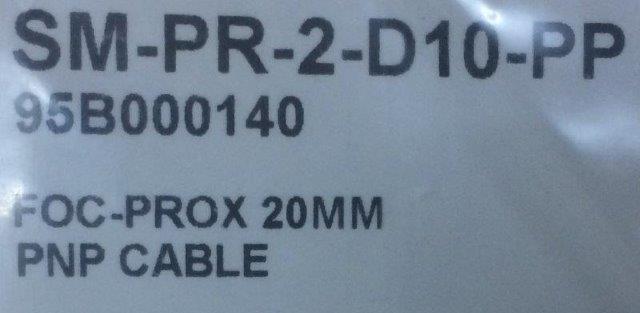 SM-PR-2-D10-PP
95B000140
FOC-PROX 20MM
PNP CABLE